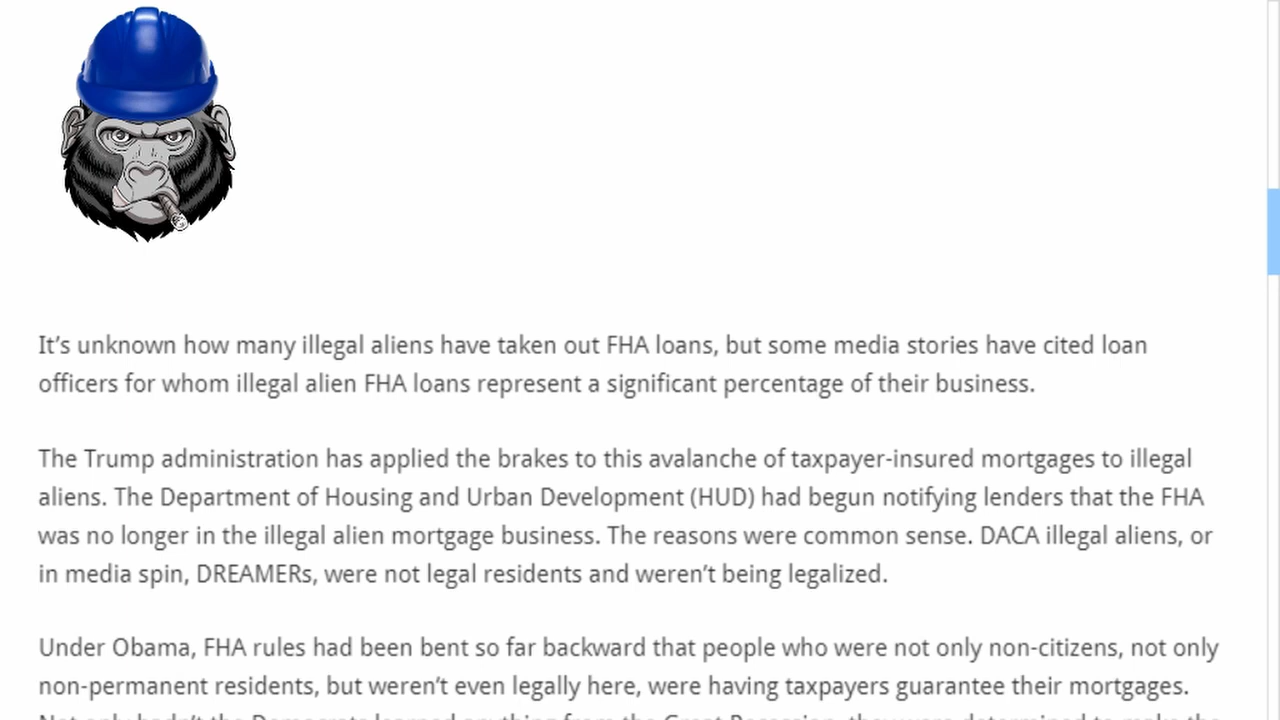 It’s unknown how many illegal aliens have taken out FHA loans, but some media stories have cited loan
officers for whom illegal alien FHA loans represent a significant percentage of their business.
The Trump administration has applied the brakes to this avalanche of taxpayer-insured mortgages to illegal
aliens. The Department of Housing and Urban Development (HUD) had begun notifying lenders that the FHA
was no longer in the illegal alien mortgage business. The reasons were common sense. DACA illegal aliens, or
in media spin, DREAMERs, were not legal residents and weren’t being legalized.
Under Obama, FHA rules had been bent so far backward that people who were not only non-citizens, not only
non-permanent residents, but weren’t even legally here, were having taxpayers guarantee their mortgages.